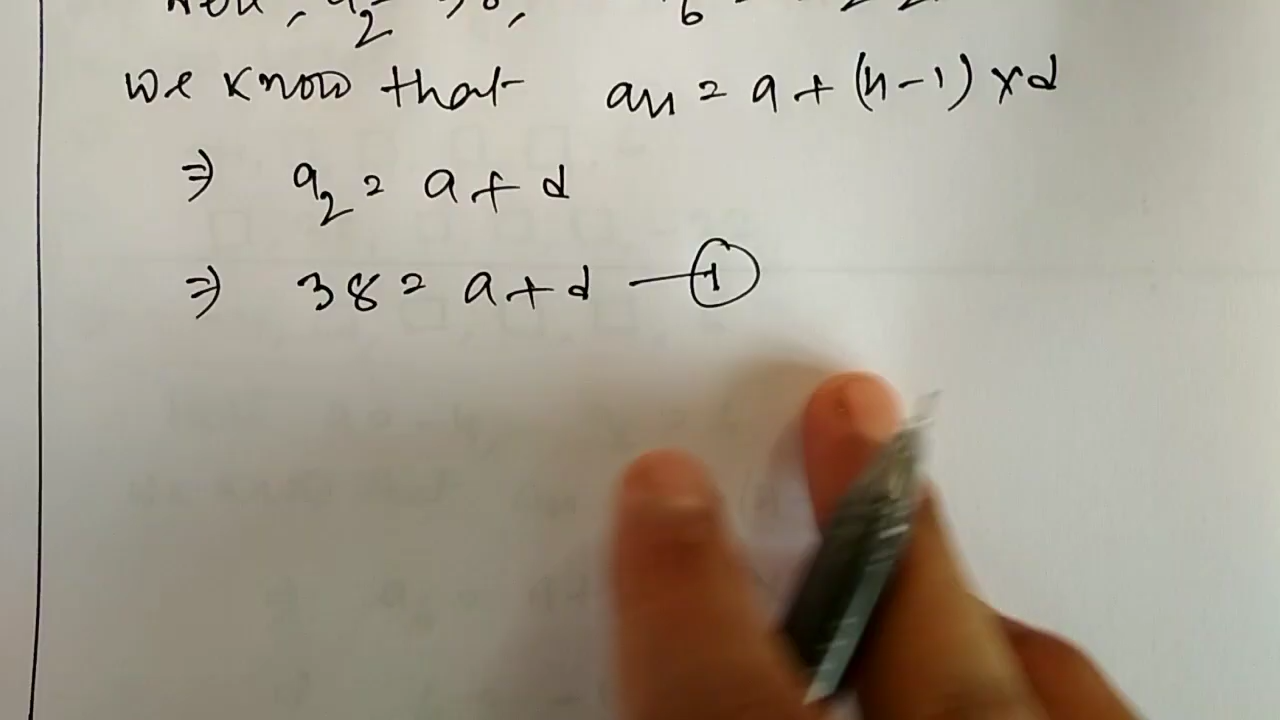 we know that an = a + (n-1) x d
⇒ a2 = a + d
⇒ 38 = a + d — ①